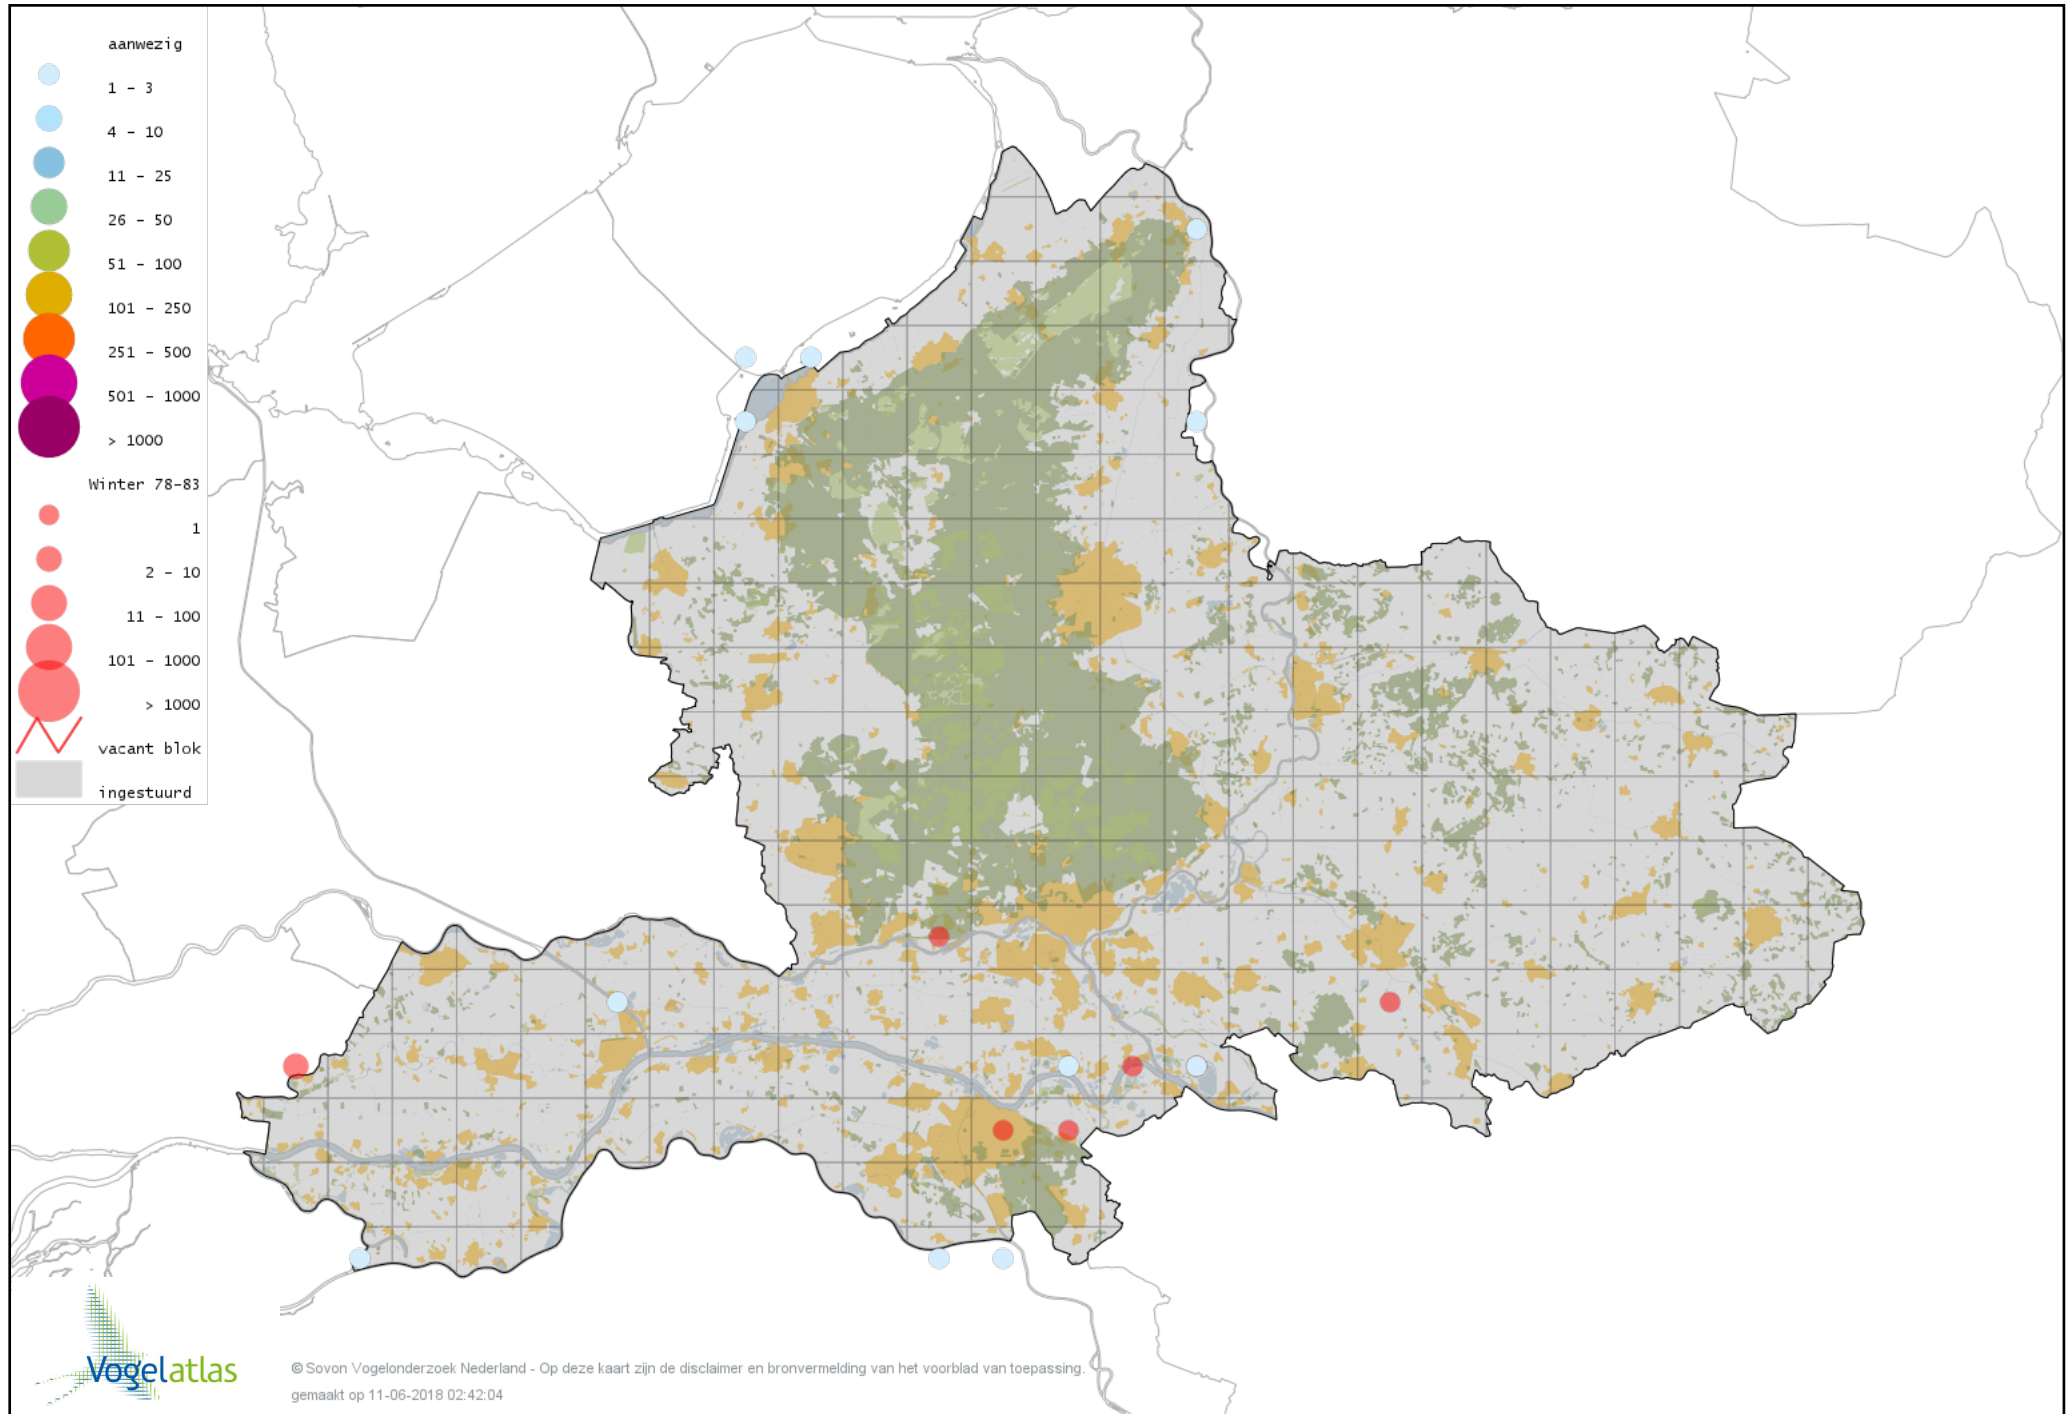 aanwezig
1 - 3
4 - 10
11 - 25
26 - 50
51 - 100
101 - 250
251 - 500
501 - 1000
> 1000
Winter 78-83
1
2 - 10
11 - 100
101 - 1000
> 1000
vacant blok
ingestuurd
Vogelatlas
© Sovon Vogelonderzoek Nederland - Op deze kaart zijn de disclaimer en bronvermelding van het voorblad van toepassing.
gemaakt op 11-06-2018 02:42:04